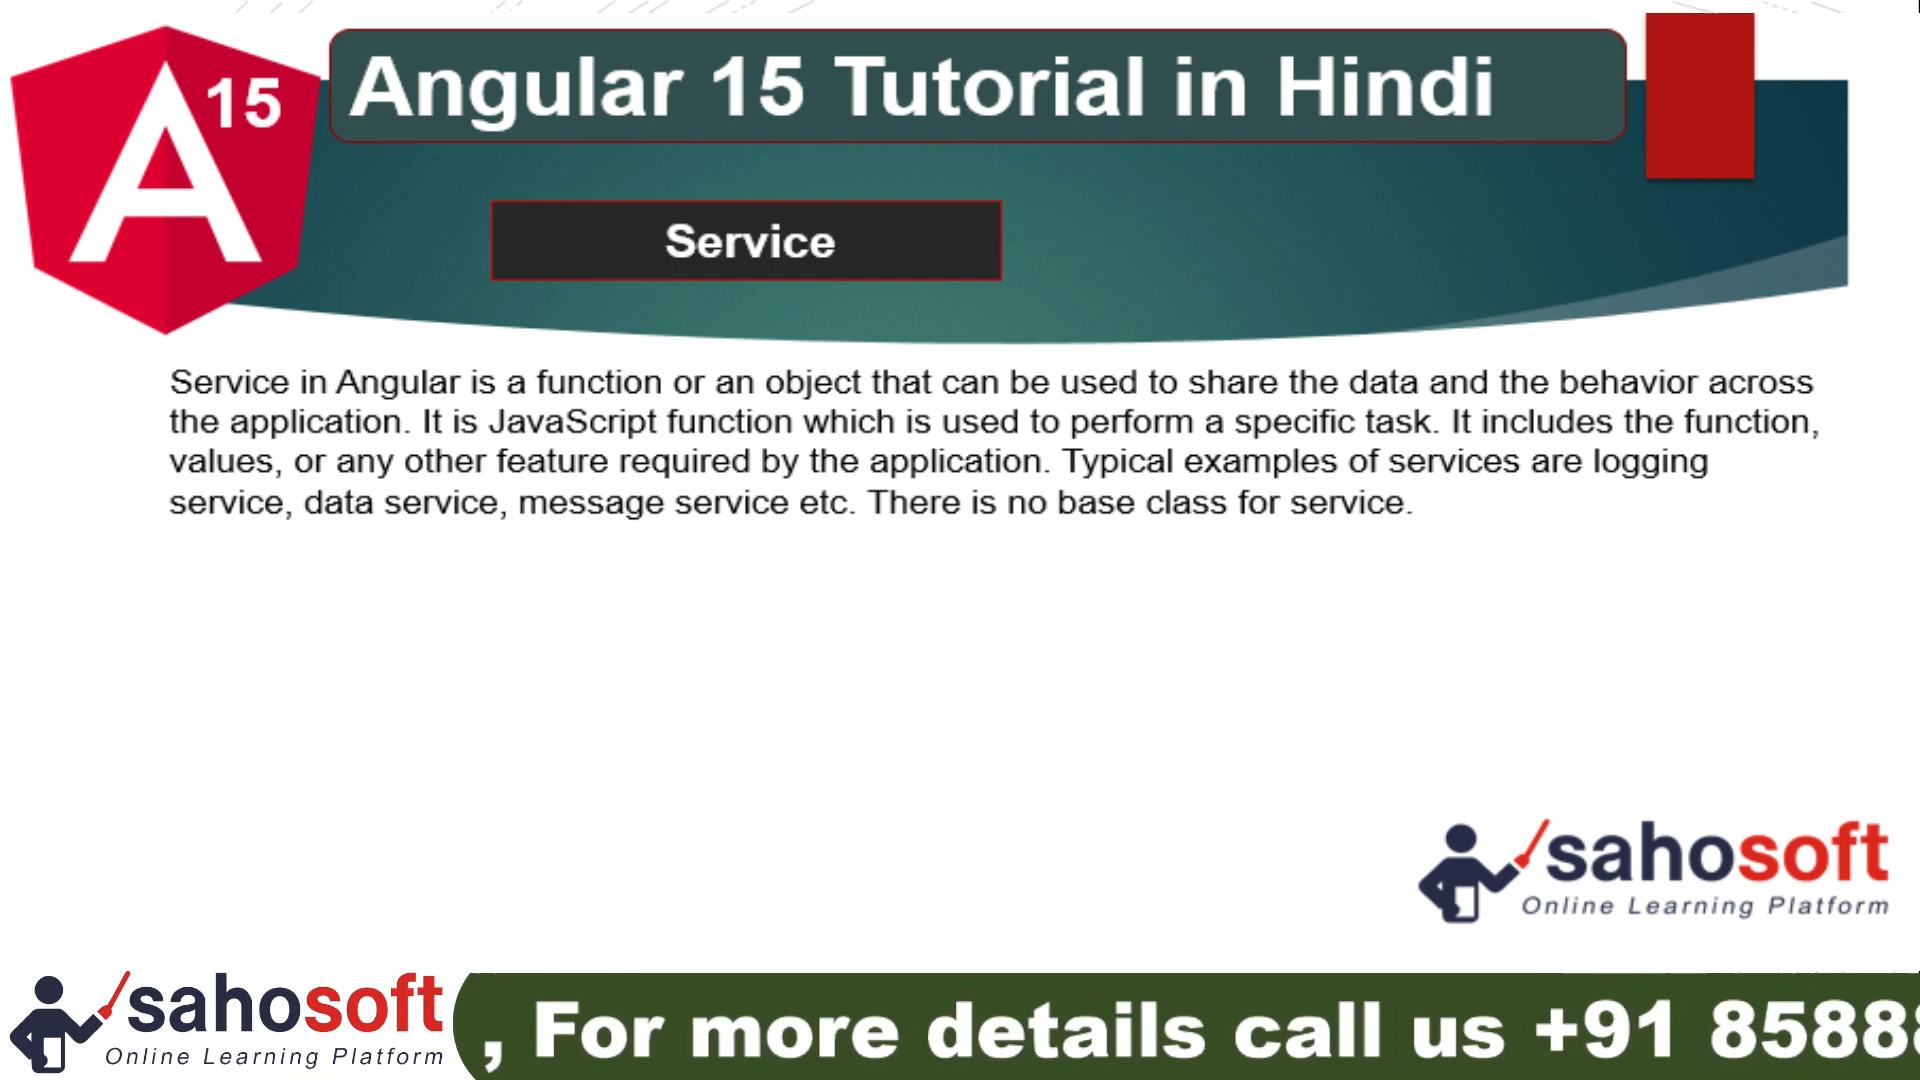 15
Angular 15 Tutorial in Hindi
Service
Service in Angular is a function or an object that can be used to share the data and the behavior across
the application. It is JavaScript function which is used to perform a specific task. It includes the function,
values, or any other feature required by the application. Typical examples of services are logging
service, data service, message service etc. There is no base class for service.
sahosoft
Online Learning Platform
sahosoft
Online Learning Platform
, For more details call us +91 8588